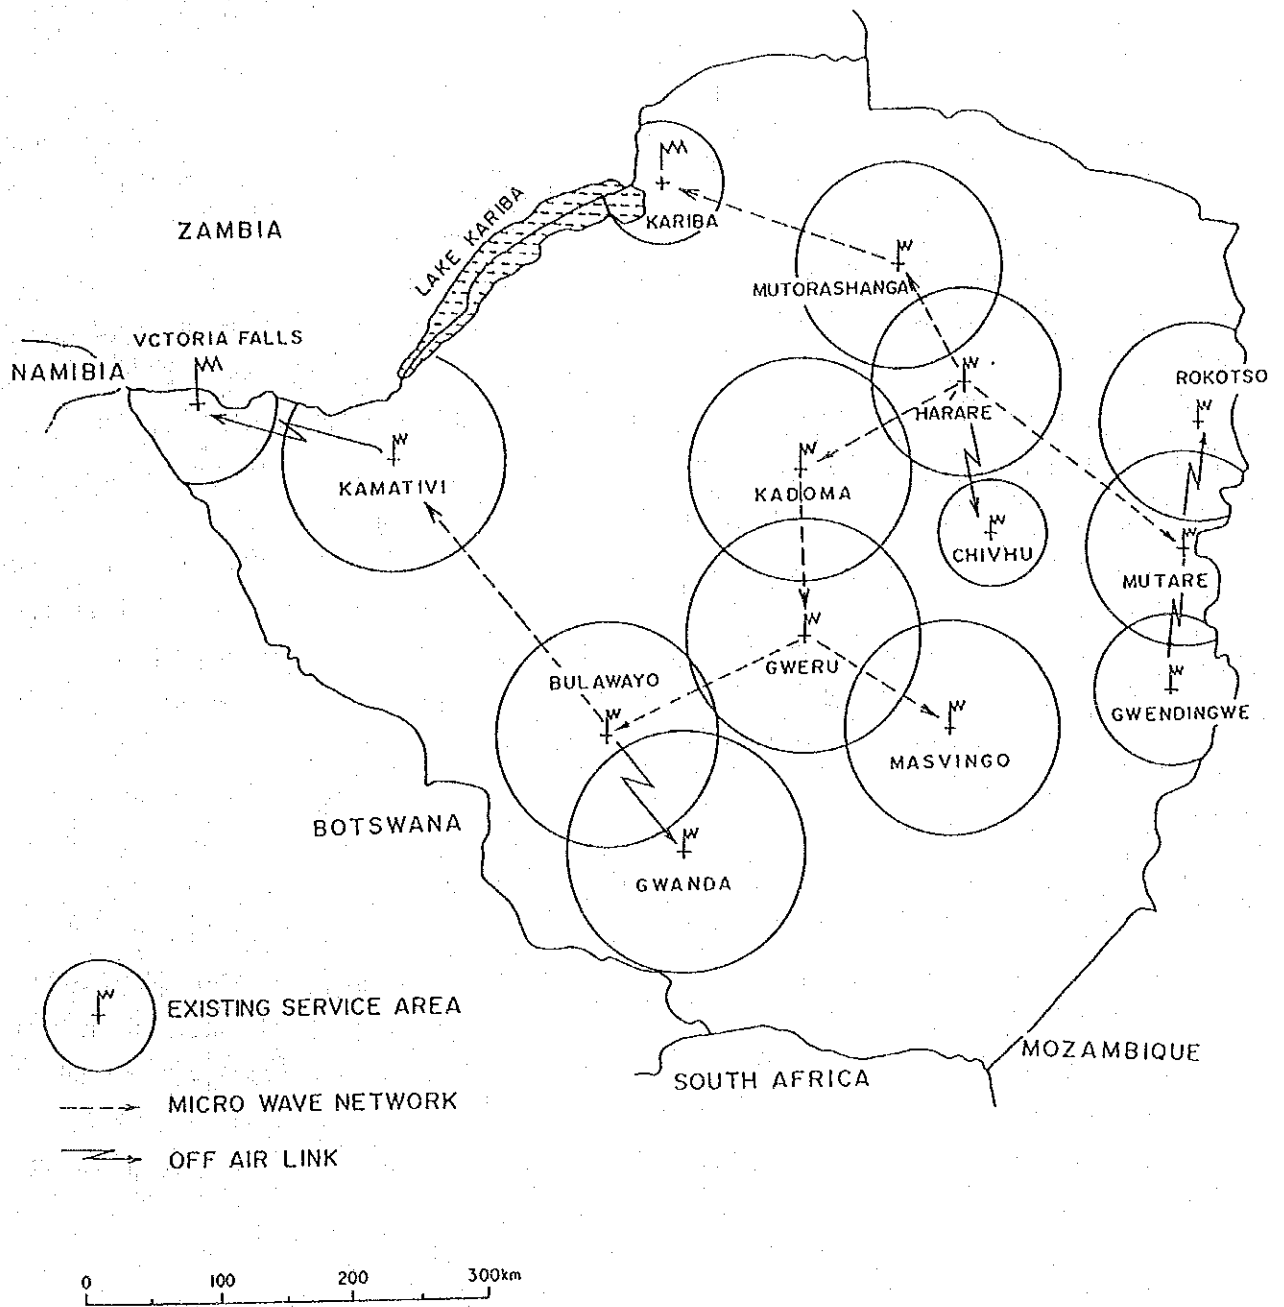 ZAMBIA
LAKE KARIBA
KARIBA
MUTORASHANGA
VCTORIA FALLS
NAMIBIA
ROKOTSO
HARARE
KAMATIVI
KADOMA
CHIVHU
MUTARE
BULAWAYO
GWERU
GWENDINGWE
MASVINGO
BOTSWANA
GWANDA
EXISTING SERVICE AREA
MOZAMBIQUE
SOUTH AFRICA
MICRO WAVE NETWORK
OFF AIR LINK
0 100 200 300km